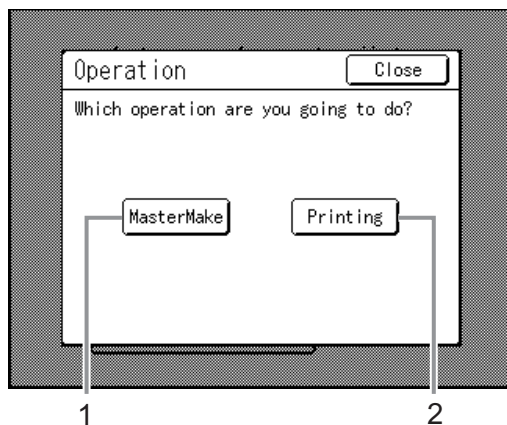 Operation Close
Which operation are you going to do?
MasterMake Printing
1 2